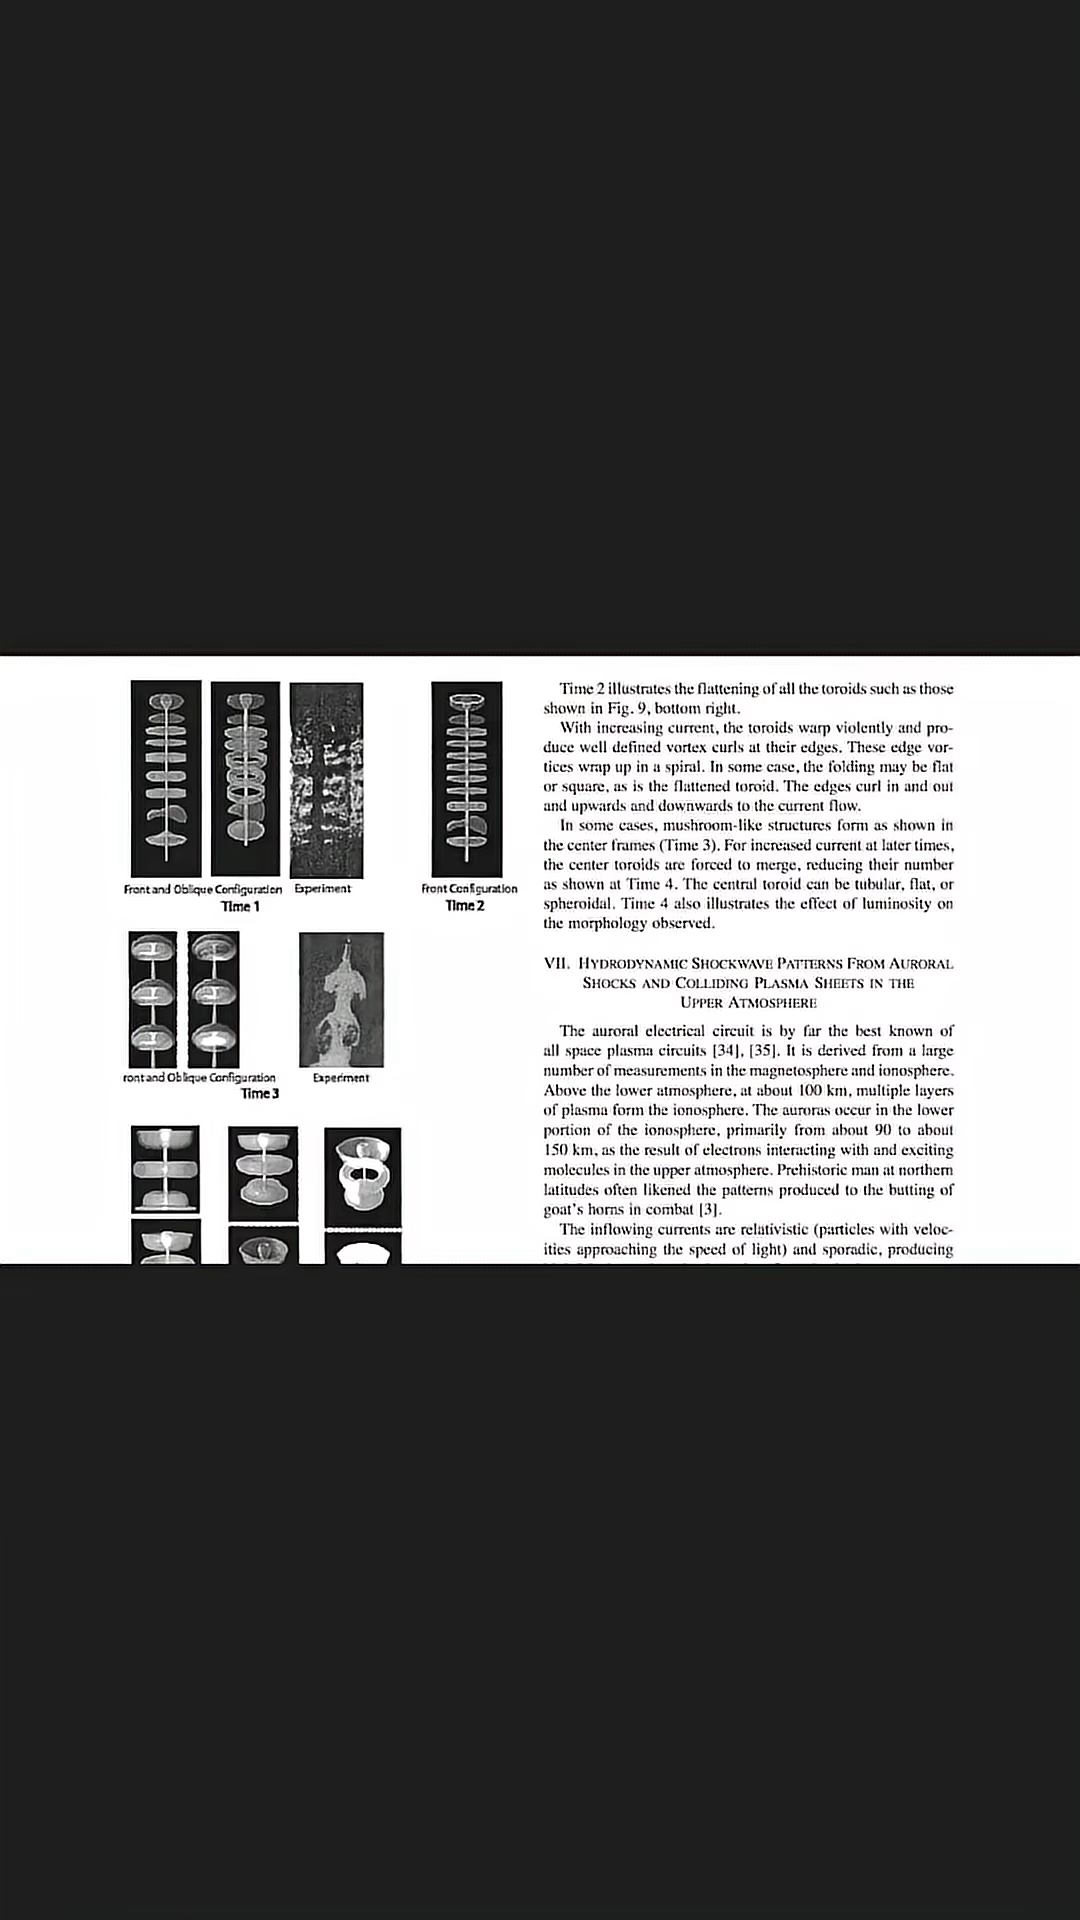 Front and Oblique Configuration
Experiment
Time 1
Front Configuration
Time 2
ront and Oblique Configuration
Experiment
Time 3
Time 2 illustrates the flattening of all the toroids such as those
shown in Fig. 9, bottom right.
With increasing current, the toroids warp violently and pro-
duce well defined vortex curls at their edges. These edge vor-
tices wrap up in a spiral. In some case, the folding may be flat
or square, as is the flattened toroid. The edges curl in and out
and upwards and downwards to the current flow.
In some cases, mushroom-like structures form as shown in
the center frames (Time 3). For increased current at later times,
the center toroids are forced to merge, reducing their number
as shown at Time 4. The central toroid can be tubular, flat, or
spheroidal. Time 4 also illustrates the effect of luminosity on
the morphology observed.
VII. HYDRODYNAMIC SHOCKWAVE PATTERNS FROM AURORAL
SHOCKS AND COLLIDING PLASMA SHEETS IN THE
UPPER ATMOSPHERE
The auroral electrical circuit is by far the best known of
all space plasma circuits [34], [35]. It is derived from a large
number of measurements in the magnetosphere and ionosphere.
Above the lower atmosphere, at about 100 km, multiple layers
of plasma form the ionosphere. The auroras occur in the lower
portion of the ionosphere, primarily from about 90 to about
150 km, as the result of electrons interacting with and exciting
molecules in the upper atmosphere. Prehistoric man at northern
latitudes often likened the patterns produced to the butting of
goat's horns in combat [3].
The inflowing currents are relativistic (particles with veloc-
ities approaching the speed of light) and sporadic, producing